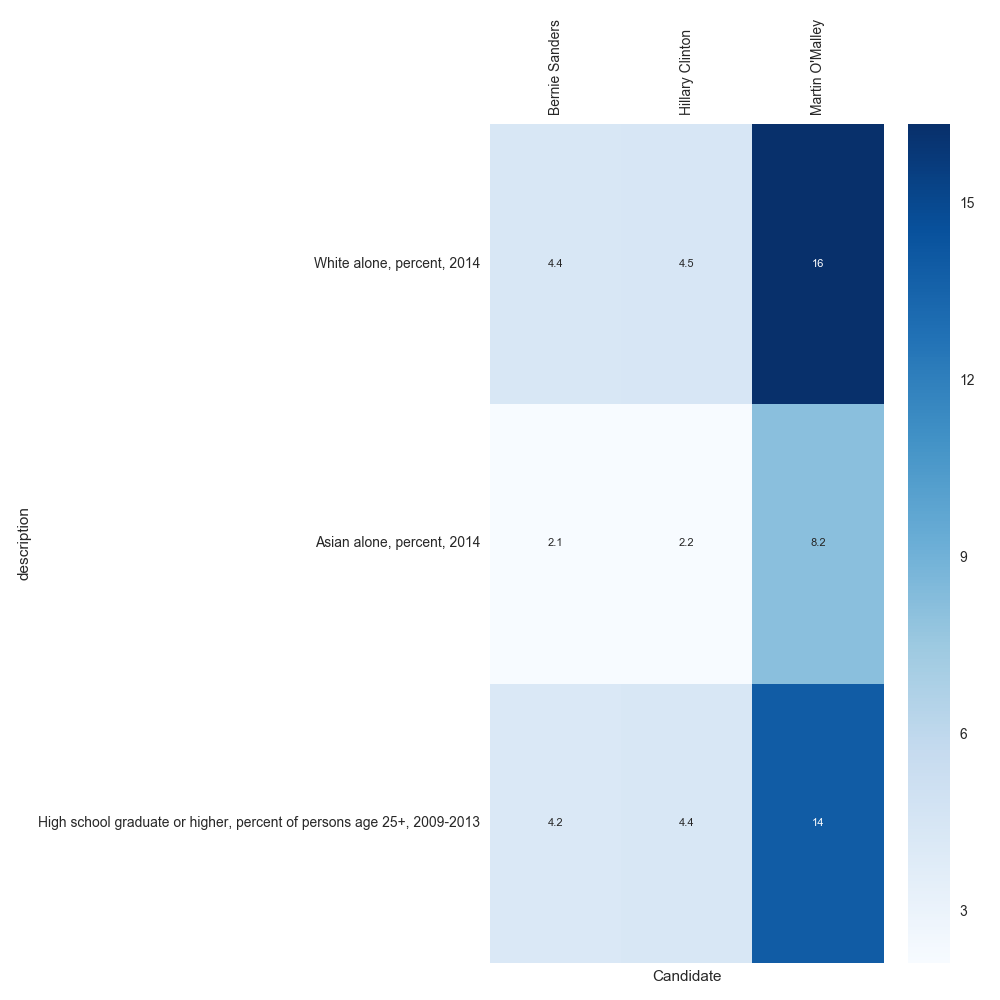 Bernie Sanders
Hillary Clinton
Martin O'Malley
White alone, percent, 2014
4.4
4.5
16
Asian alone, percent, 2014
2.1
2.2
8.2
High school graduate or higher, percent of persons age 25+, 2009-2013
4.2
4.4
14
description
Candidate
15
12
9
6
3